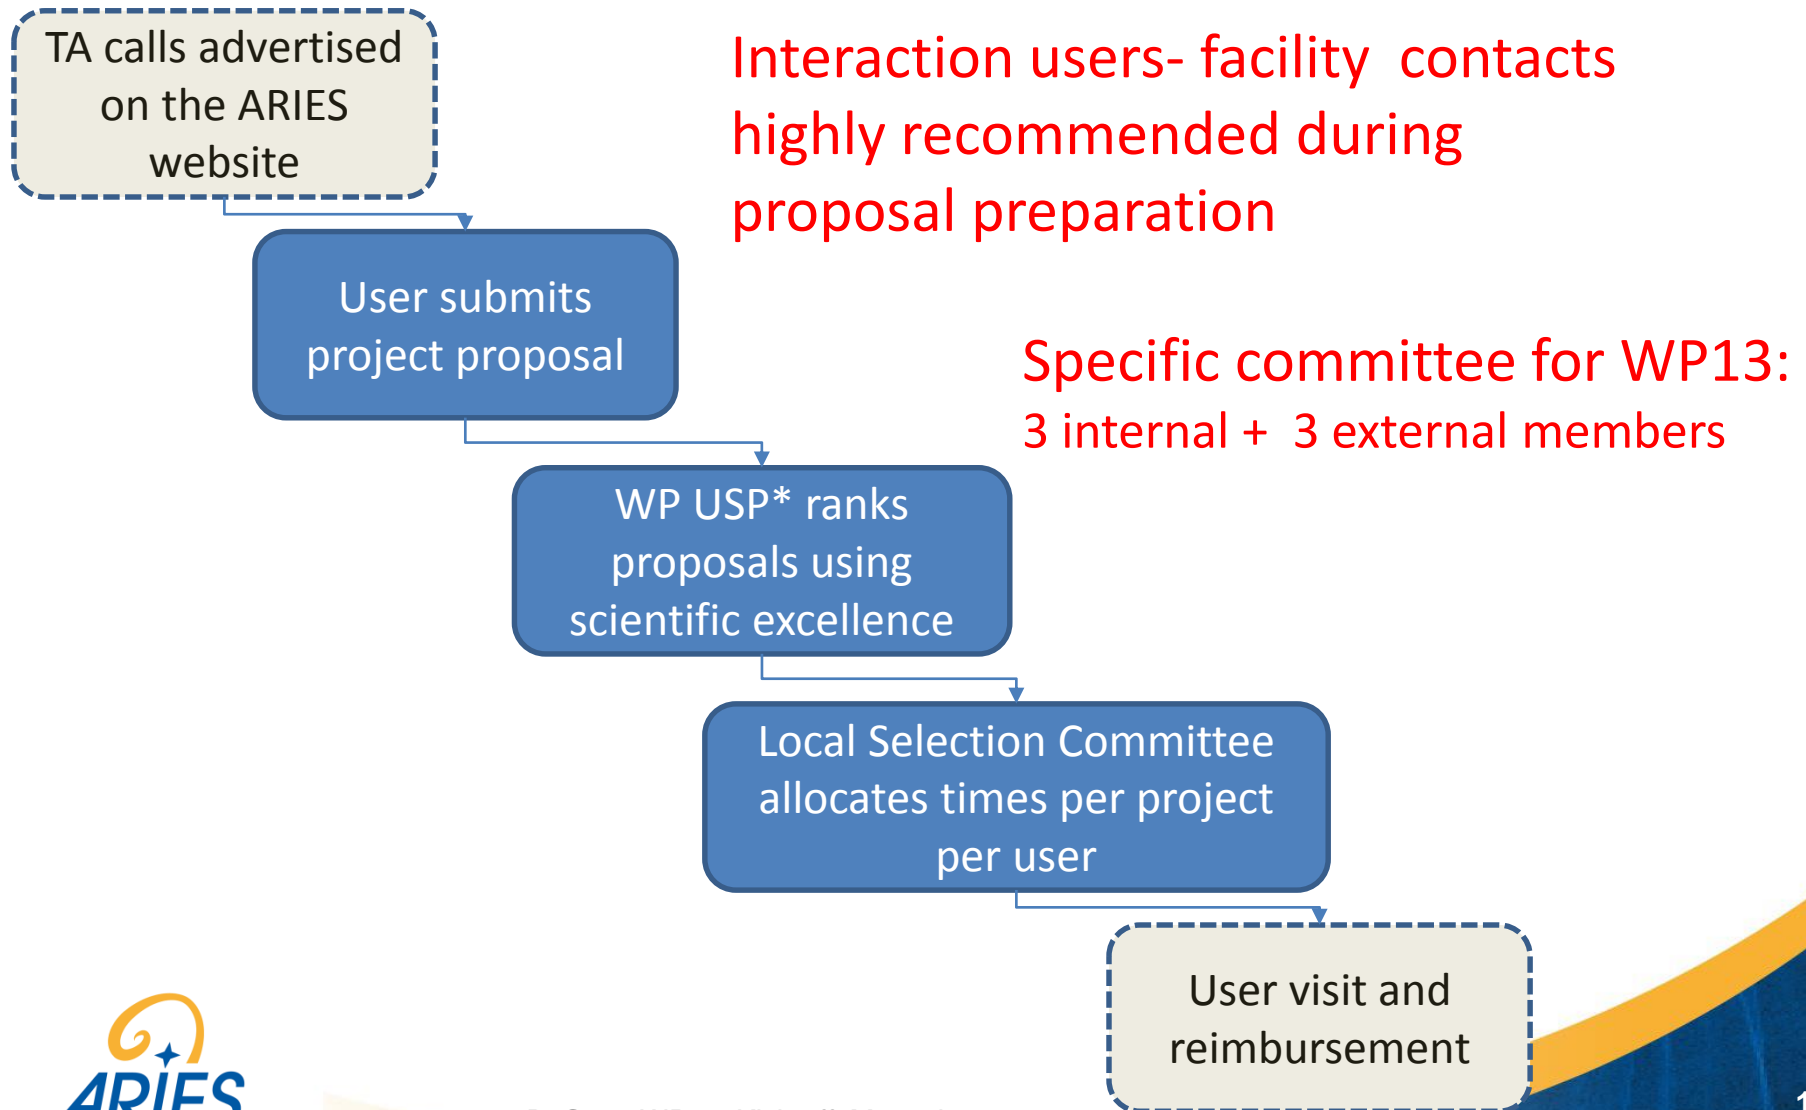 TA calls advertised
on the ARIES
website
Interaction users- facility  contacts
highly recommended during
proposal preparation
User submits
project proposal
Specific committee for WP13:
3 internal +  3 external members
WP USP* ranks
proposals using
scientific excellence
Local Selection Committee
allocates times per project
per user
User visit and
reimbursement
ARIES